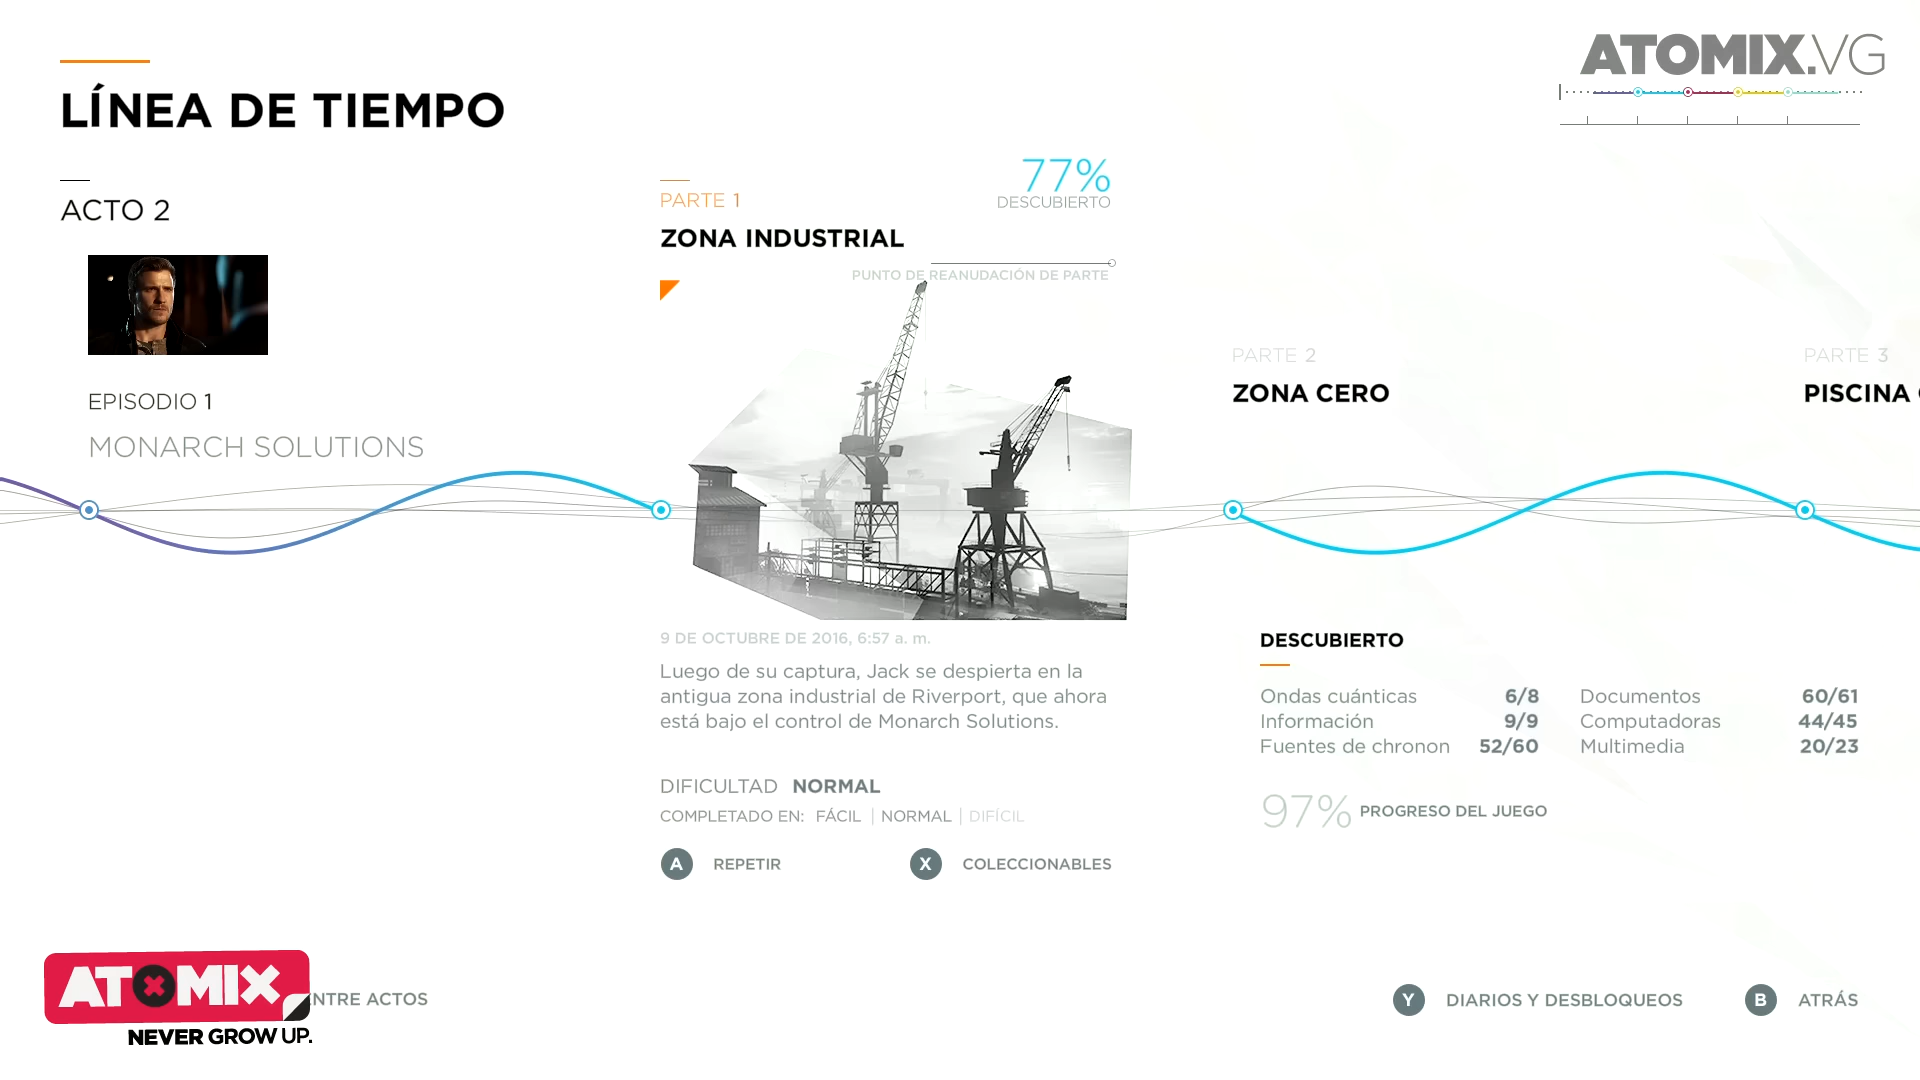 ATOMIX.VG
LÍNEA DE TIEMPO
ACTO 2
EPISODIO 1
MONARCH SOLUTIONS
PARTE 1
77%
DESCUBIERTO
ZONA INDUSTRIAL
PUNTO DE REANUDACIÓN DE PARTE
9 DE OCTUBRE DE 2016, 6:57 a. m.
Luego de su captura, Jack se despierta en la
antigua zona industrial de Riverport, que ahora
está bajo el control de Monarch Solutions.
DIFICULTAD NORMAL
COMPLETADO EN: FÁCIL | NORMAL | DIFÍCIL
A REPETIR
X COLECCIONABLES
PARTE 2
ZONA CERO
PARTE 3
PISCINA
DESCUBIERTO
Ondas cuánticas 6/8
Información 9/9
Fuentes de chronon 52/60
Documentos 60/61
Computadoras 44/45
Multimedia 20/23
97% PROGRESO DEL JUEGO
ATOMIX
NEVER GROW UP.
NTRE ACTOS
Y DIARIOS Y DESBLOQUEOS
B ATRÁS